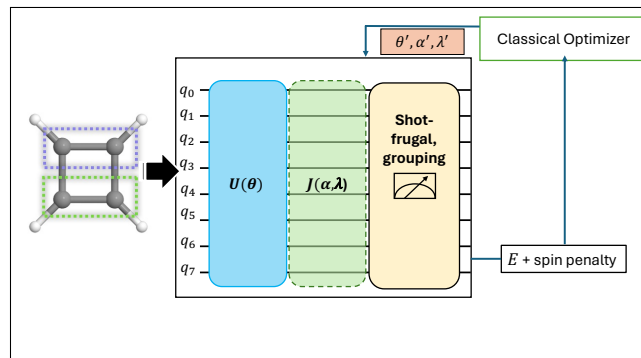 θ′, α′, λ′
Classical Optimizer
q₀
q₁
q₂
q₃
q₄
q₅
q₆
q₇
U(θ)
J(α,λ)
Shot-
frugal,
grouping
E + spin penalty